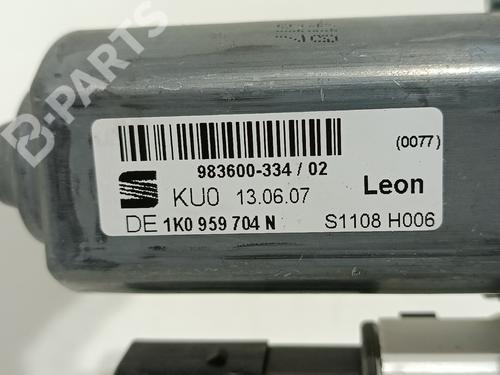 B-PARTS
983600-334 / 02
(0077)
KU0 13.06.07
Leon
DE 1K0 959 704 N
S1108 H006